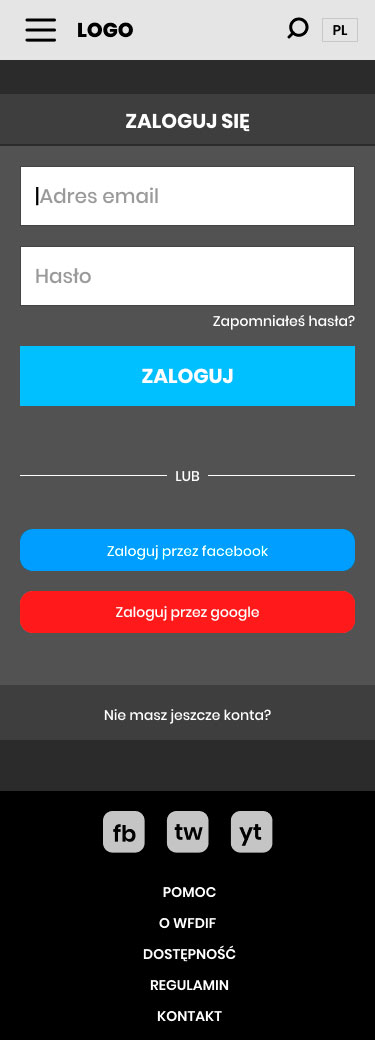 LOGO
PL
ZALOGUJ SIĘ
Adres email
Hasło
Zapomniałeś hasła?
ZALOGUJ
LUB
Zaloguj przez facebook
Zaloguj przez google
Nie masz jeszcze konta?
fb tw yt
POMOC
O WFDIF
DOSTĘPNOŚĆ
REGULAMIN
KONTAKT